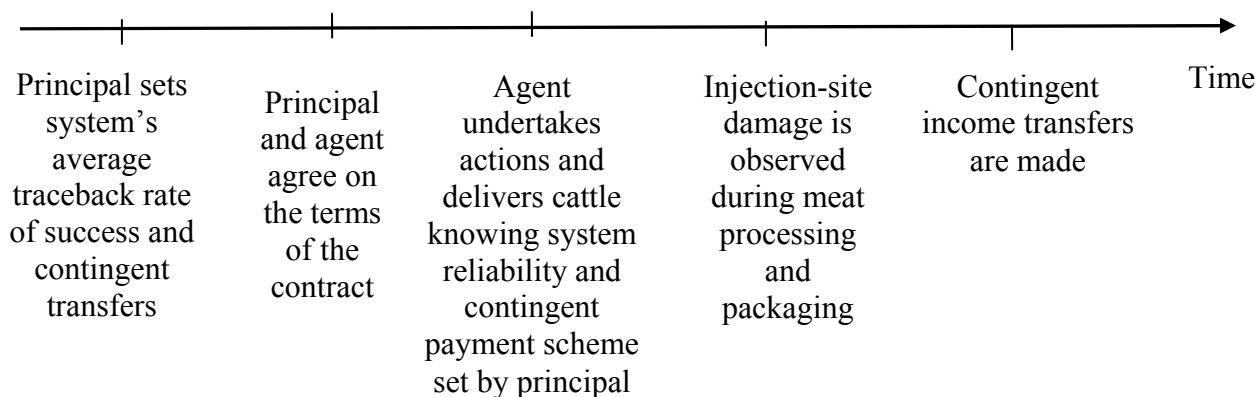 Principal sets
system’s
average
traceback rate
of success and
contingent
transfers
Principal
and agent
agree on
the terms
of the
contract
Agent
undertakes
actions and
delivers cattle
knowing system
reliability and
contingent
payment scheme
set by principal
Injection-site
damage is
observed
during meat
processing
and
packaging
Contingent
income transfers
are made
Time